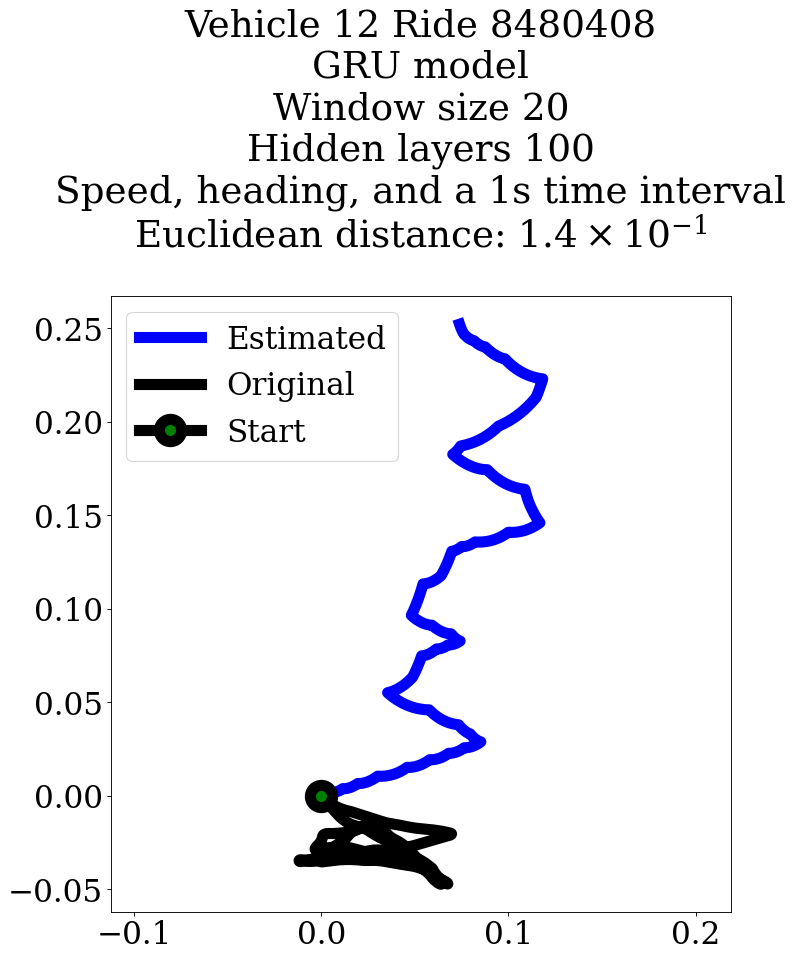 Vehicle 12 Ride 8480408
GRU model
Window size 20
Hidden layers 100
Speed, heading, and a 1s time interval
Euclidean distance: 1.4 × 10⁻¹
Estimated
Original
Start
0.25
0.20
0.15
0.10
0.05
0.00
−0.05
−0.1 0.0 0.1 0.2